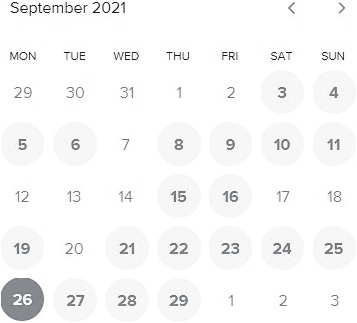 September 2021
MON TUE WED THU FRI SAT SUN
29 30 31 1 2 3 4
5 6 7 8 9 10 11
12 13 14 15 16 17 18
19 20 21 22 23 24 25
26 27 28 29 1 2 3